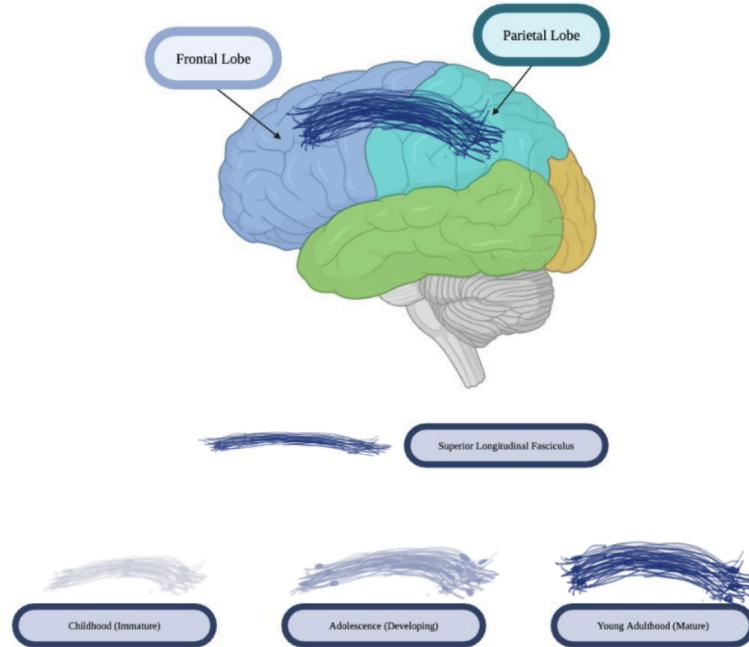 Parietal Lobe
Frontal Lobe
Superior Longitudinal Fasciculus
Childhood (Immature)
Adolescence (Developing)
Young Adulthood (Mature)